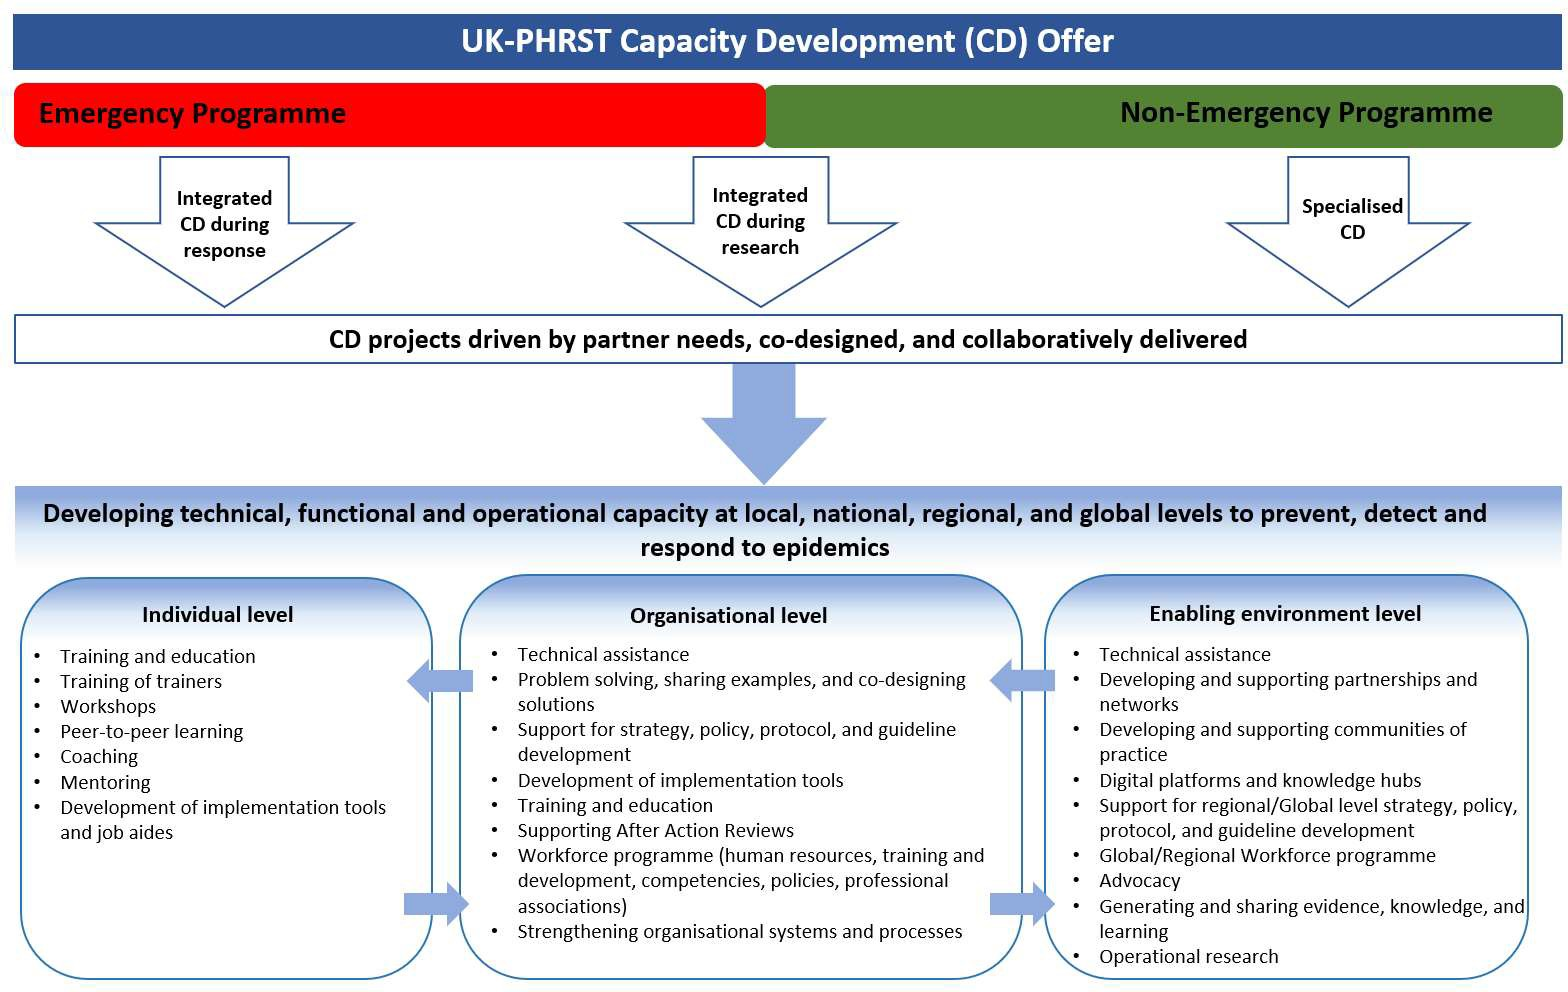 UK-PHRST Capacity Development (CD) Offer
Emergency Programme
Non-Emergency Programme
Integrated
CD during
response
Integrated
CD during
research
Specialised
CD
CD projects driven by partner needs, co-designed, and collaboratively delivered
Developing technical, functional and operational capacity at local, national, regional, and global levels to prevent, detect and
respond to epidemics
Individual level
• Training and education
• Training of trainers
• Workshops
• Peer-to-peer learning
• Coaching
• Mentoring
• Development of implementation tools
and job aides
Organisational level
• Technical assistance
• Problem solving, sharing examples, and co-designing
solutions
• Support for strategy, policy, protocol, and guideline
development
• Development of implementation tools
• Training and education
• Supporting After Action Reviews
• Workforce programme (human resources, training and
development, competencies, policies, professional
associations)
• Strengthening organisational systems and processes
Enabling environment level
• Technical assistance
• Developing and supporting partnerships and
networks
• Developing and supporting communities of
practice
• Digital platforms and knowledge hubs
• Support for regional/Global level strategy, policy,
protocol, and guideline development
• Global/Regional Workforce programme
• Advocacy
• Generating and sharing evidence, knowledge, and
learning
• Operational research